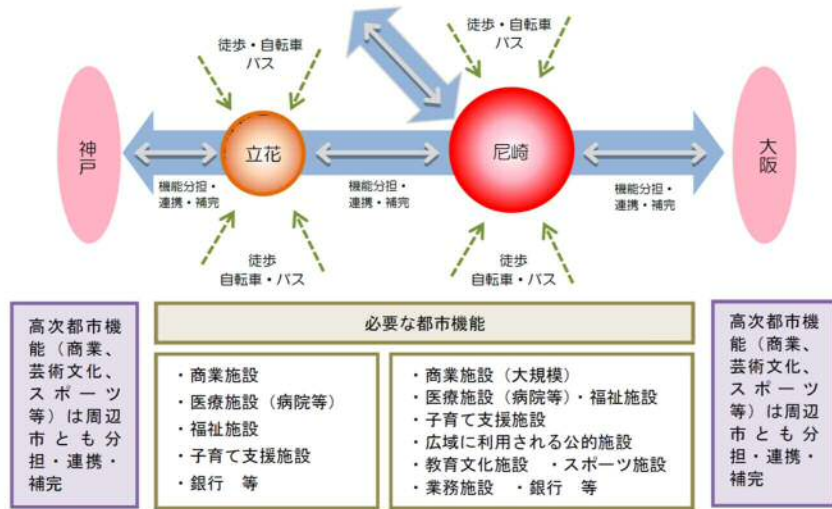 徒歩・自転車
バス
徒歩・自転車
バス
神戸
立花
尼崎
大阪
機能分担・
連携・補完
機能分担・
連携・補完
機能分担・
連携・補完
徒歩
自転車・バス
徒歩
自転車・バス
高次都市機
能（商業、
芸術文化、
スポーツ
等）は周辺
市とも分
担・連携・
補完
必要な都市機能
・商業施設
・医療施設（病院等）
・福祉施設
・子育て支援施設
・銀行　等
・商業施設（大規模）
・医療施設（病院等）・福祉施設
・子育て支援施設
・広域に利用される公的施設
・教育文化施設　・スポーツ施設
・業務施設　・銀行　等
高次都市機
能（商業、
芸術文化、
スポーツ
等）は周辺
市とも分
担・連携・
補完